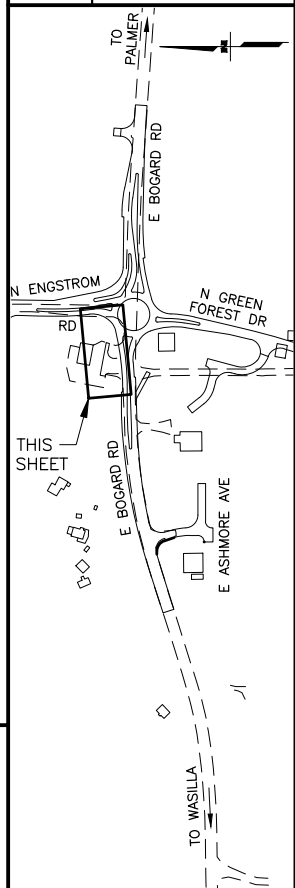 TO
PALMER
E BOGARD RD
N ENGSTROM
RD
N GREEN
FOREST DR
THIS
SHEET
E BOGARD RD
E ASHMORE AVE
TO WASILLA